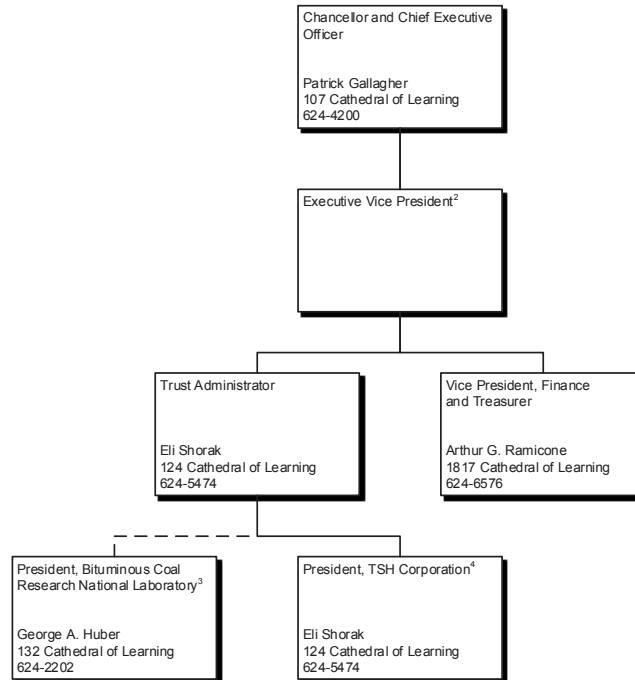 Chancellor and Chief Executive
Officer
Patrick Gallagher
107 Cathedral of Learning
624-4200
Executive Vice President²
Trust Administrator
Eli Shorak
124 Cathedral of Learning
624-5474
Vice President, Finance
and Treasurer
Arthur G. Ramicone
1817 Cathedral of Learning
624-6576
President, Bituminous Coal
Research National Laboratory³
George A. Huber
132 Cathedral of Learning
624-2202
President, TSH Corporation⁴
Eli Shorak
124 Cathedral of Learning
624-5474